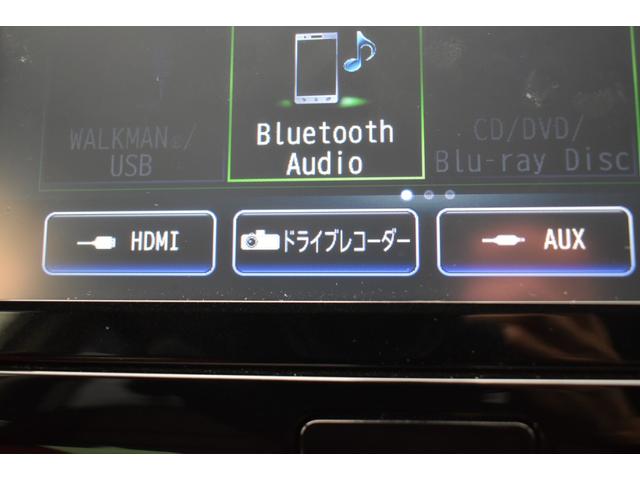 WALKMAN®/
USB
Bluetooth
Audio
CD/DVD/
Blu-ray Disc
HDMI
ドライブレコーダー
AUX